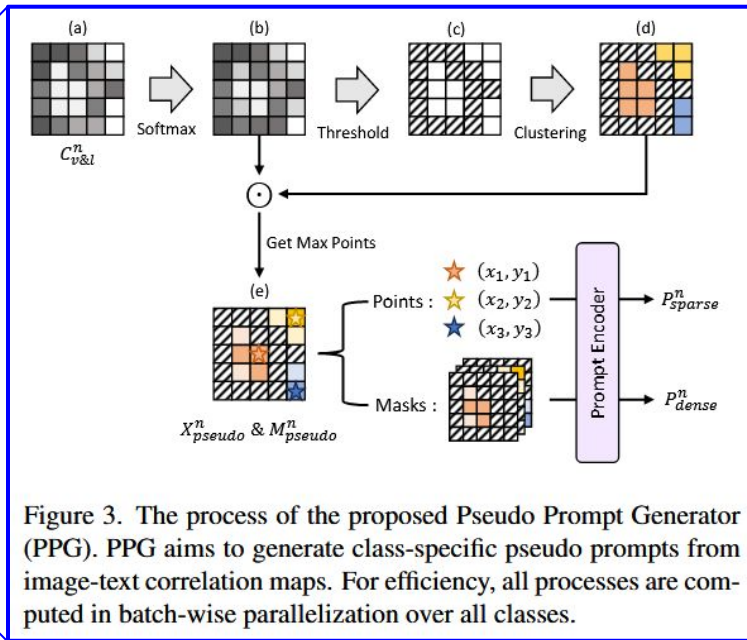 (a)
(b)
(c)
(d)
Softmax
Threshold
Clustering
C^n_{v&l}
⊙
Get Max Points
(e)
Points :
(x₁, y₁)
(x₂, y₂)
(x₃, y₃)
Masks :
Prompt Encoder
P^n_{sparse}
P^n_{dense}
X^n_{pseudo} & M^n_{pseudo}
Figure 3. The process of the proposed Pseudo Prompt Generator
(PPG). PPG aims to generate class-specific pseudo prompts from
image-text correlation maps. For efficiency, all processes are com-
puted in batch-wise parallelization over all classes.